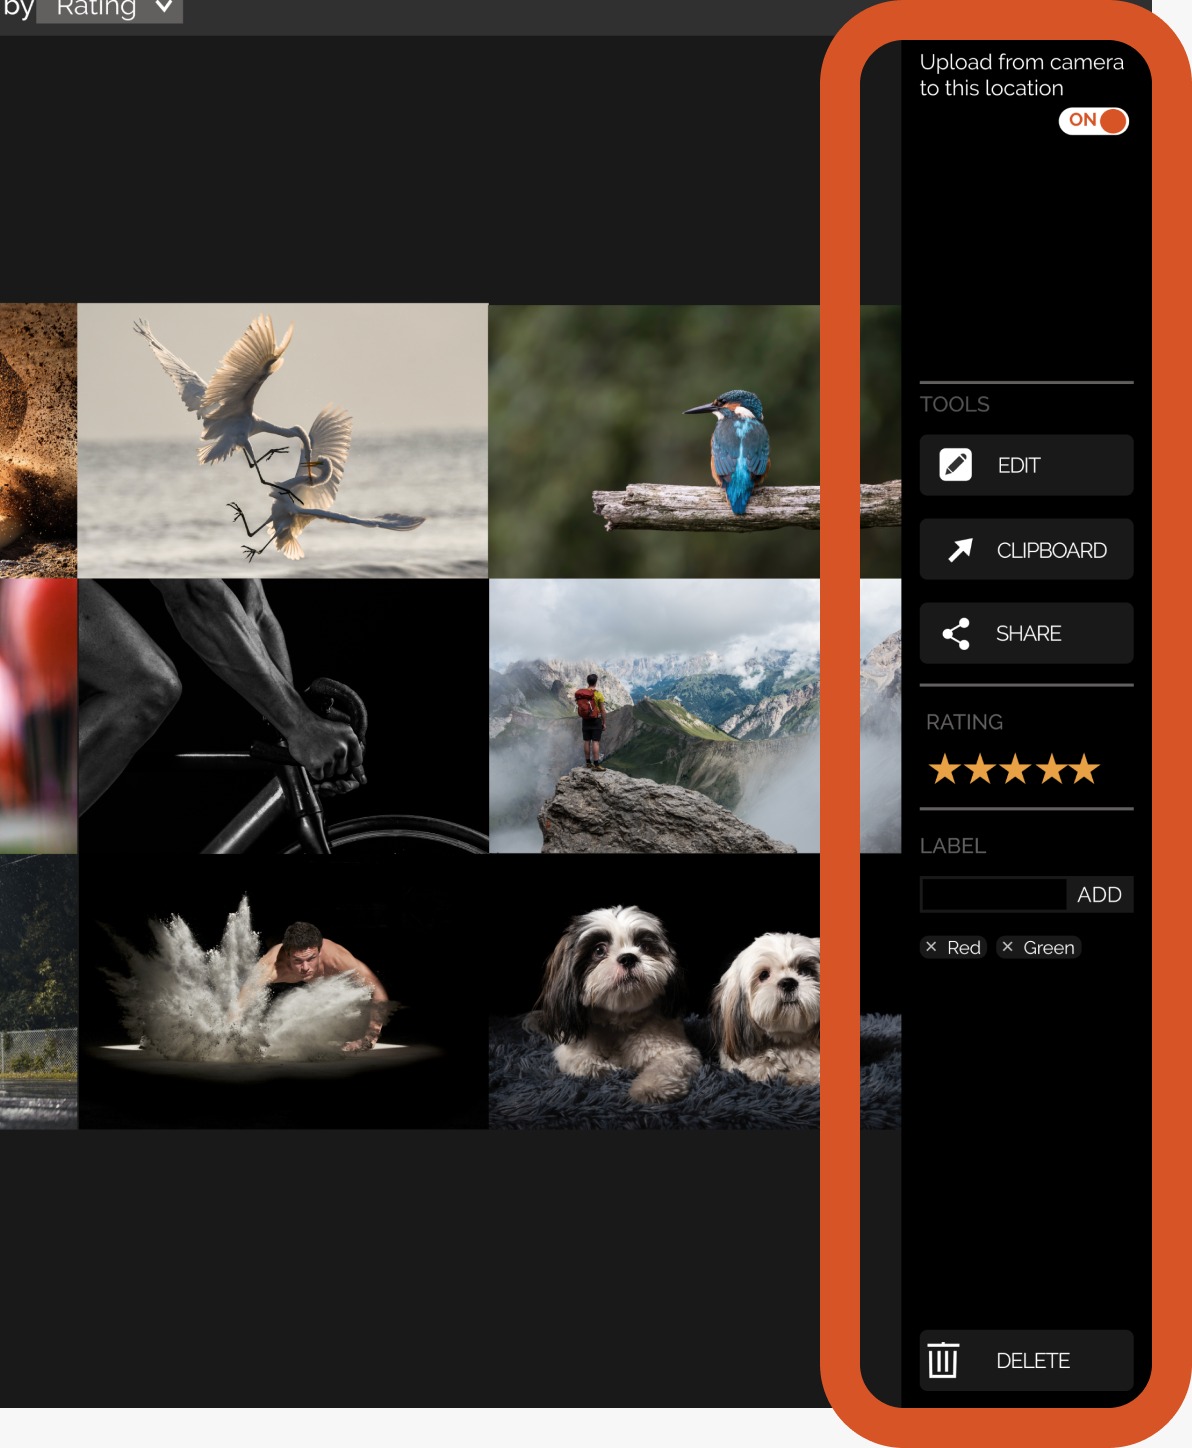 by Rating
Upload from camera
to this location
ON
TOOLS
EDIT
CLIPBOARD
SHARE
RATING
LABEL
ADD
× Red × Green
DELETE